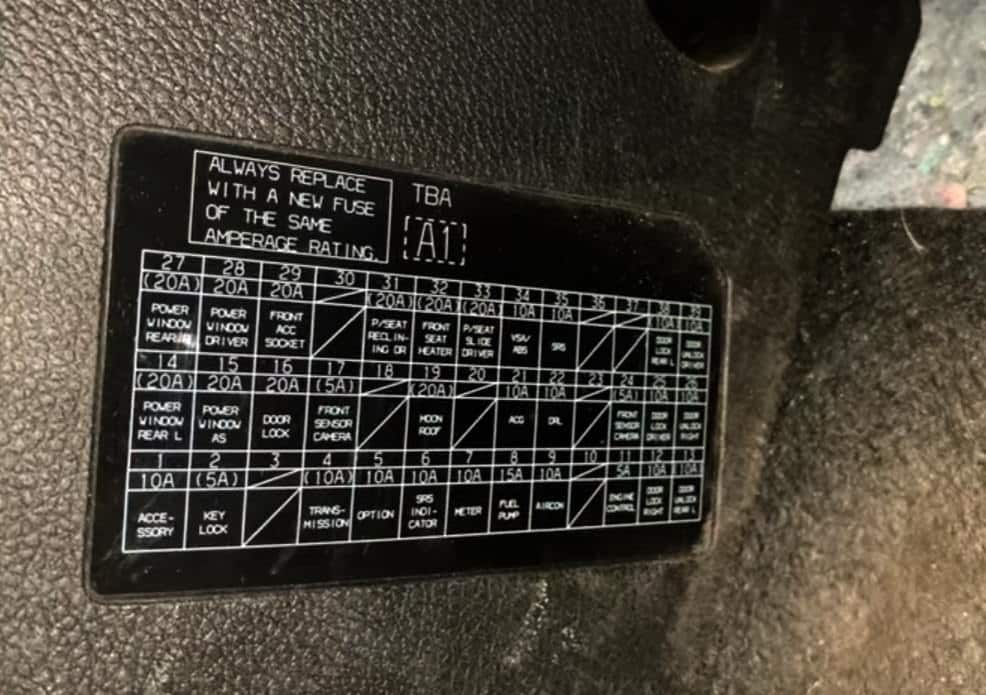 ALWAYS REPLACE
WITH A NEW FUSE
OF THE SAME
AMPERAGE RATING.
TBA
A1
27 28 29 30 31 32 33 34 35 36 37 38 39
(20A) 20A 20A (20A) (20A) (20A) 10A 10A 10A 10A
POWER
WINDOW
REAR R
POWER
WINDOW
DRIVER
FRONT
ACC
SOCKET
P/SEAT
RECLIN-
ING DR
FRONT
SEAT
HEATER
P/SEAT
SLIDE
DRIVER
VSA/
ABS
SRS
DOOR
LOCK
REAR L
DOOR
UNLOCK
DRIVER
14 15 16 17 18 19 20 21 22 23 24 25 26
(20A) 20A 20A (5A) (20A) 10A 10A (5A) 10A 10A
POWER
WINDOW
REAR L
POWER
WINDOW
AS
DOOR
LOCK
FRONT
SENSOR
CAMERA
MOON
ROOF
ACG
DRL
FRONT
SENSOR
CAMERA
DOOR
LOCK
DRIVER
DOOR
UNLOCK
RIGHT
1 2 3 4 5 6 7 8 9 10 11 12 13
10A (5A) (10A) 10A 10A 10A 15A 10A 5A 10A 10A
ACCE-
SSORY
KEY
LOCK
TRANS-
MISSION
OPTION
SRS
INDI-
CATOR
METER
FUEL
PUMP
AIRCON
ENGINE
CONTROL
DOOR
LOCK
RIGHT
DOOR
UNLOCK
REAR L